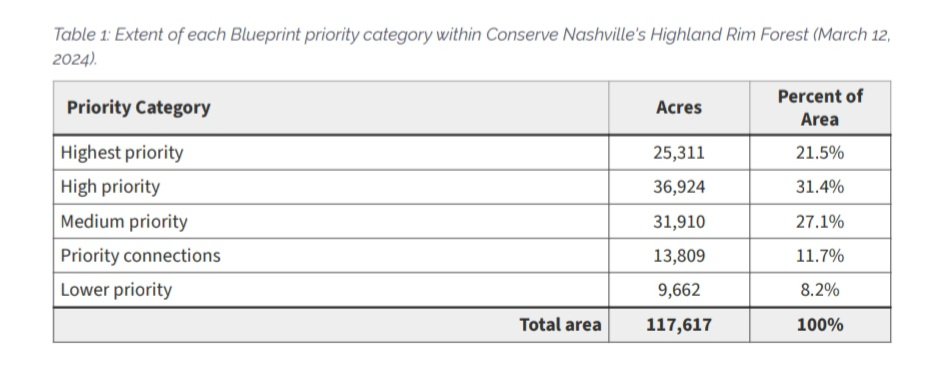 Table 1: Extent of each Blueprint priority category within Conserve Nashville's Highland Rim Forest (March 12,
2024).
Priority Category Acres Percent of
Area
Highest priority 25,311 21.5%
High priority 36,924 31.4%
Medium priority 31,910 27.1%
Priority connections 13,809 11.7%
Lower priority 9,662 8.2%
Total area 117,617 100%